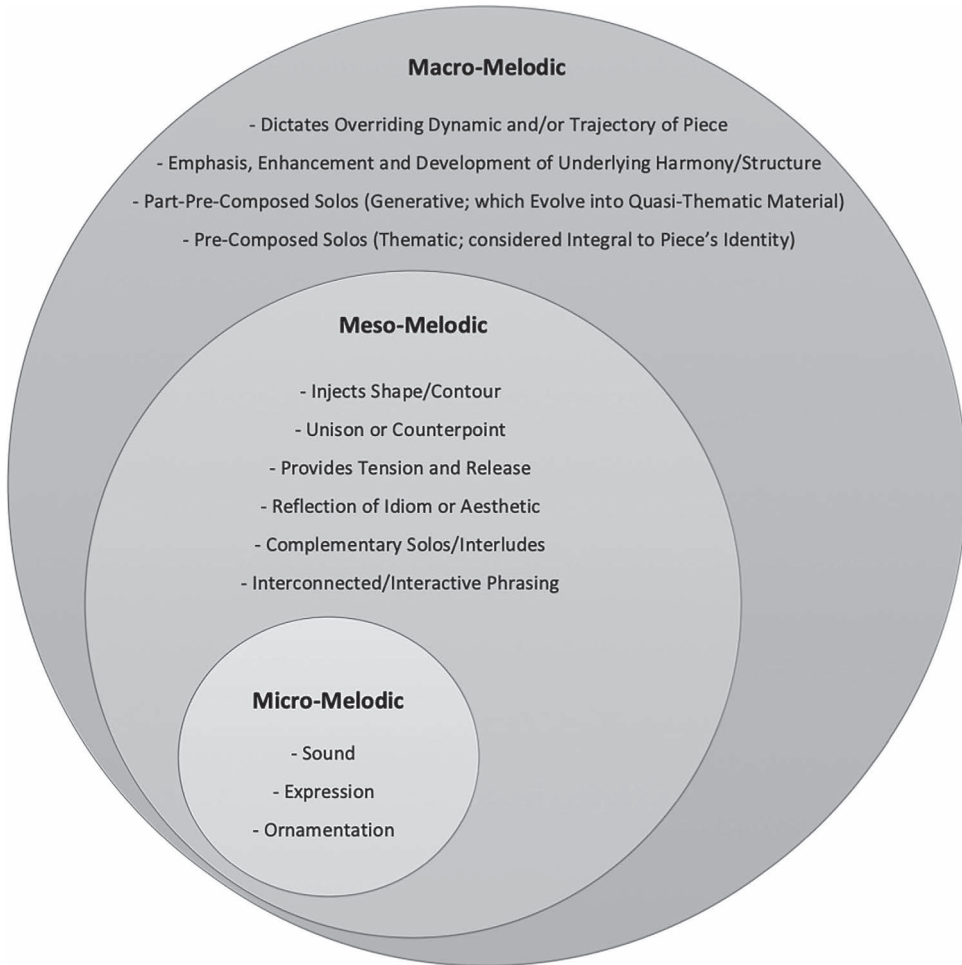 Macro-Melodic
- Dictates Overriding Dynamic and/or Trajectory of Piece
- Emphasis, Enhancement and Development of Underlying Harmony/Structure
- Part-Pre-Composed Solos (Generative; which Evolve into Quasi-Thematic Material)
- Pre-Composed Solos (Thematic; considered Integral to Piece's Identity)
Meso-Melodic
- Injects Shape/Contour
- Unison or Counterpoint
- Provides Tension and Release
- Reflection of Idiom or Aesthetic
- Complementary Solos/Interludes
- Interconnected/Interactive Phrasing
Micro-Melodic
- Sound
- Expression
- Ornamentation